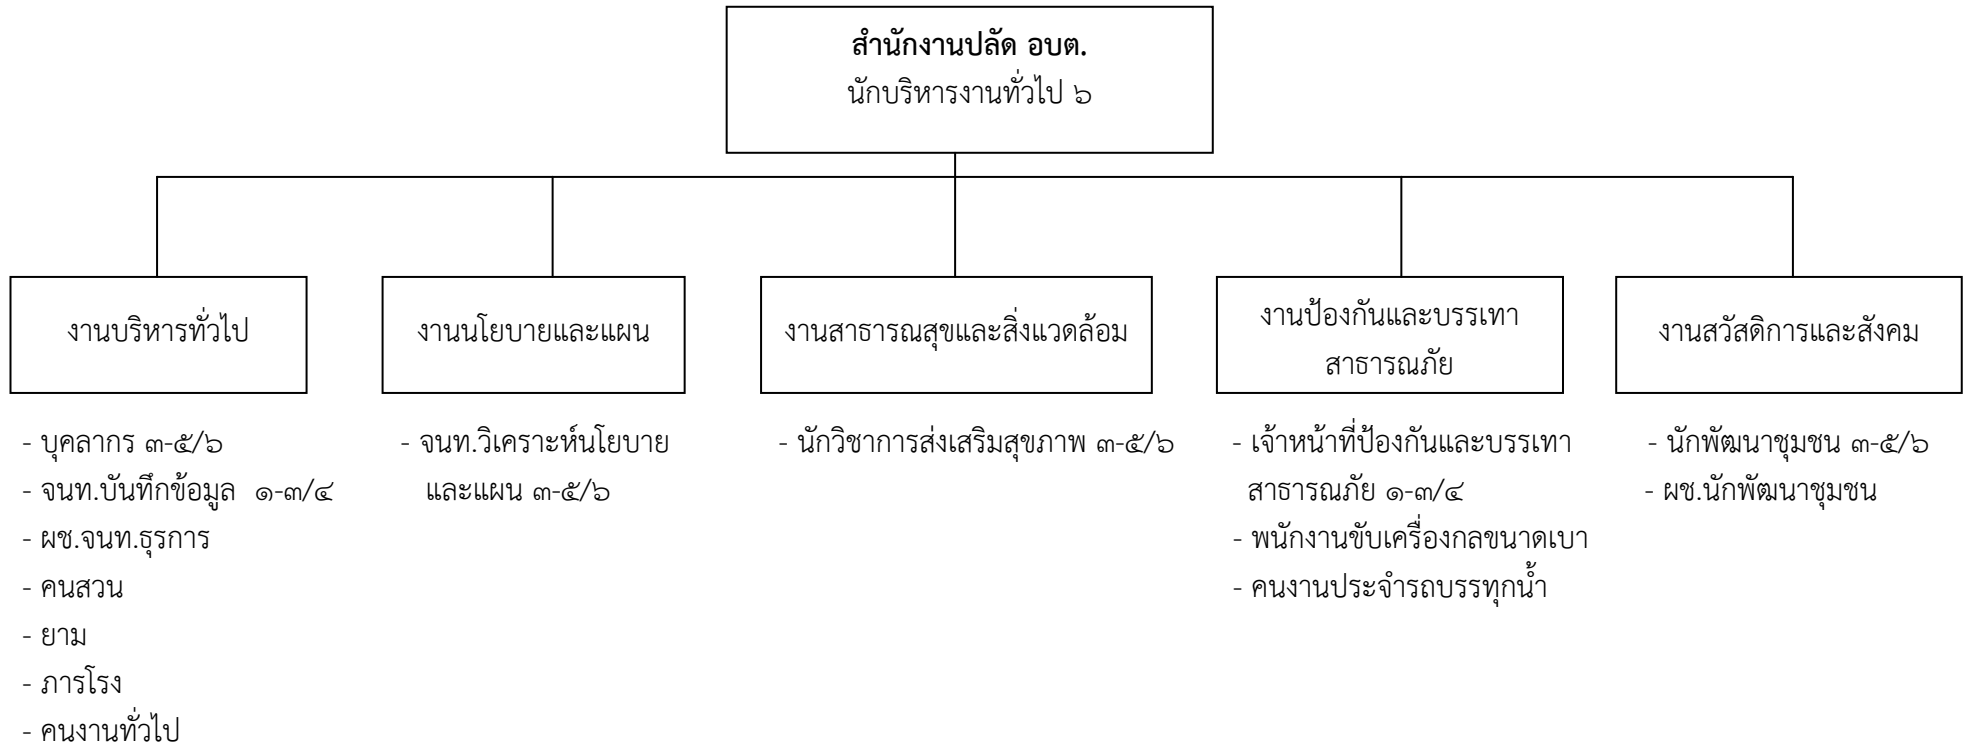 สำนักงานปลัด อบต.
นักบริหารงานทั่วไป ๖
งานบริหารทั่วไป
- บุคลากร ๓-๕/๖
- จนท.บันทึกข้อมูล ๑-๓/๔
- ผช.จนท.ธุรการ
- คนสวน
- ยาม
- ภารโรง
- คนงานทั่วไป
งานนโยบายและแผน
- จนท.วิเคราะห์นโยบาย
และแผน ๓-๕/๖
งานสาธารณสุขและสิ่งแวดล้อม
- นักวิชาการส่งเสริมสุขภาพ ๓-๕/๖
งานป้องกันและบรรเทา
สาธารณภัย
- เจ้าหน้าที่ป้องกันและบรรเทา
สาธารณภัย ๑-๓/๔
- พนักงานขับเครื่องกลขนาดเบา
- คนงานประจำรถบรรทุกน้ำ
งานสวัสดิการและสังคม
- นักพัฒนาชุมชน ๓-๕/๖
- ผช.นักพัฒนาชุมชน